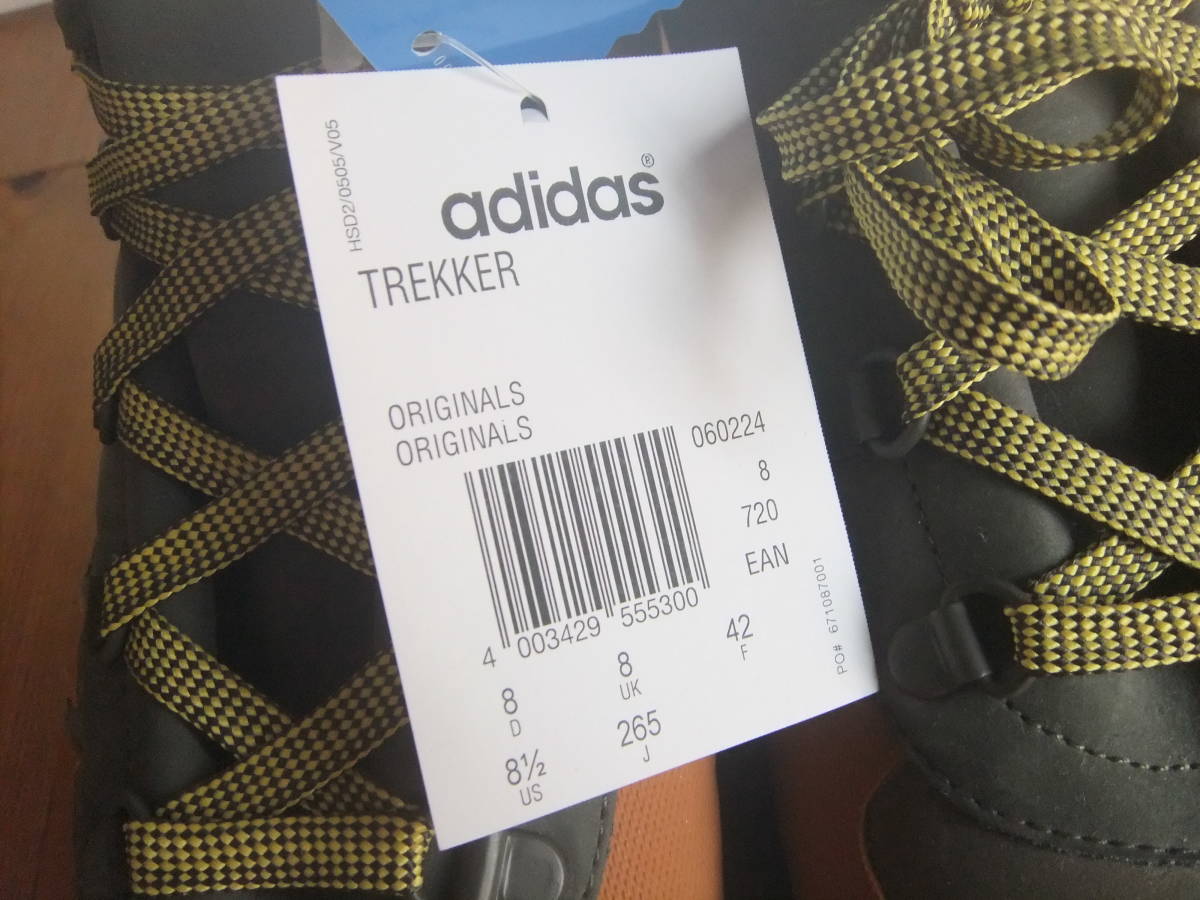 HSD2/0505/V05
adidas®
TREKKER
ORIGINALS
ORIGINALS
060224
8
720
EAN
4 003429 555300
8 D
8 UK
42 F
8½ US
265 J
PO# 671087001